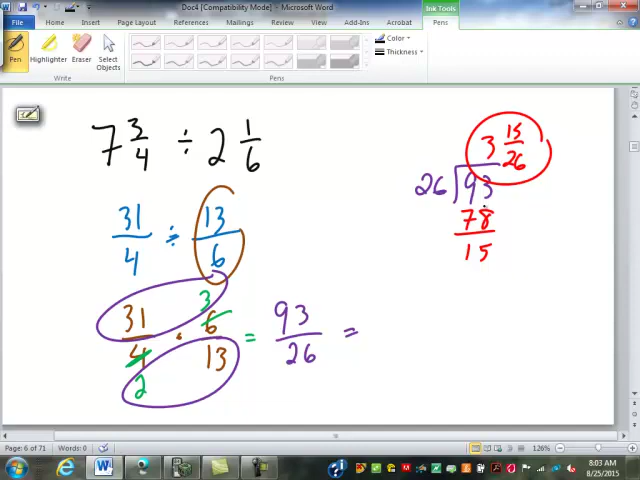 Doc4 [Compatibility Mode] - Microsoft Word
Ink Tools
File Home Insert Page Layout References Mailings Review View Add-Ins Acrobat Pens
Pen Highlighter Eraser Select Objects
Color
Thickness
Write Pens
7 3/4 ÷ 2 1/6
31/4 ÷ 13/6
31/4 · 6/13 = 93/26 =
3
2
3 15/26
26 93
78
15
Page: 6 of 71 Words: 0 126%
8:03 AM
8/25/2015